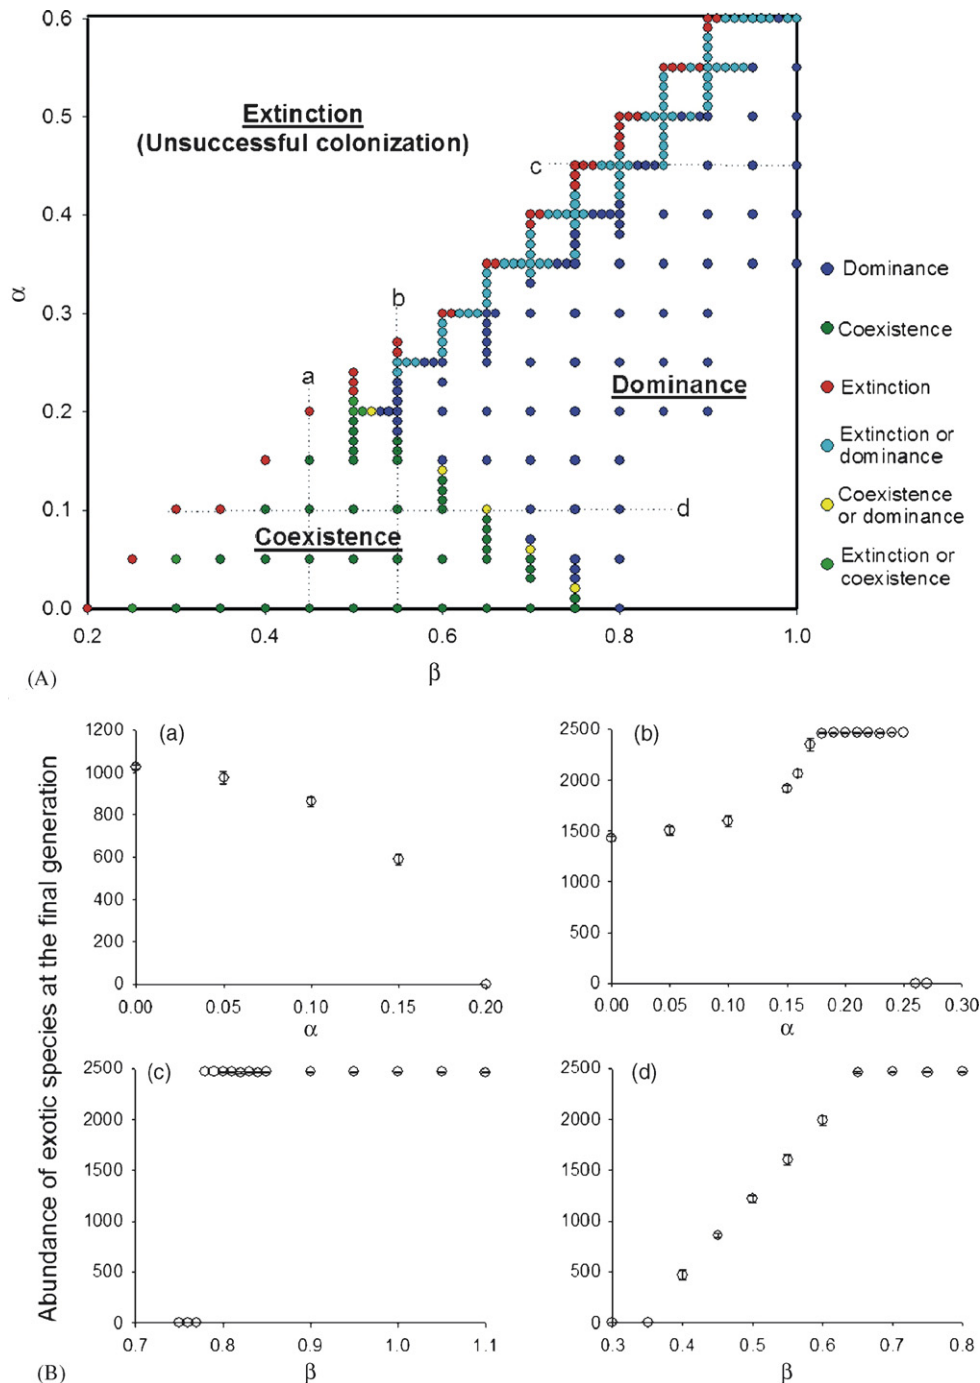 0.6
0.5
0.4
0.3
0.2
0.1
0.0
α
Extinction
(Unsuccessful colonization)
c
b
a
d
Dominance
Coexistence
0.2 0.4 0.6 0.8 1.0
β
Dominance
Coexistence
Extinction
Extinction or
dominance
Coexistence
or dominance
Extinction or
coexistence
(A)
Abundance of exotic species at the final generation
(a)
1200
1000
800
600
400
200
0
0.00 0.05 0.10 0.15 0.20
α
(b)
2500
2000
1500
1000
500
0
0.00 0.05 0.10 0.15 0.20 0.25 0.30
α
(c)
2500
2000
1500
1000
500
0
0.7 0.8 0.9 1.0 1.1
β
(d)
2500
2000
1500
1000
500
0
0.3 0.4 0.5 0.6 0.7 0.8
β
(B)